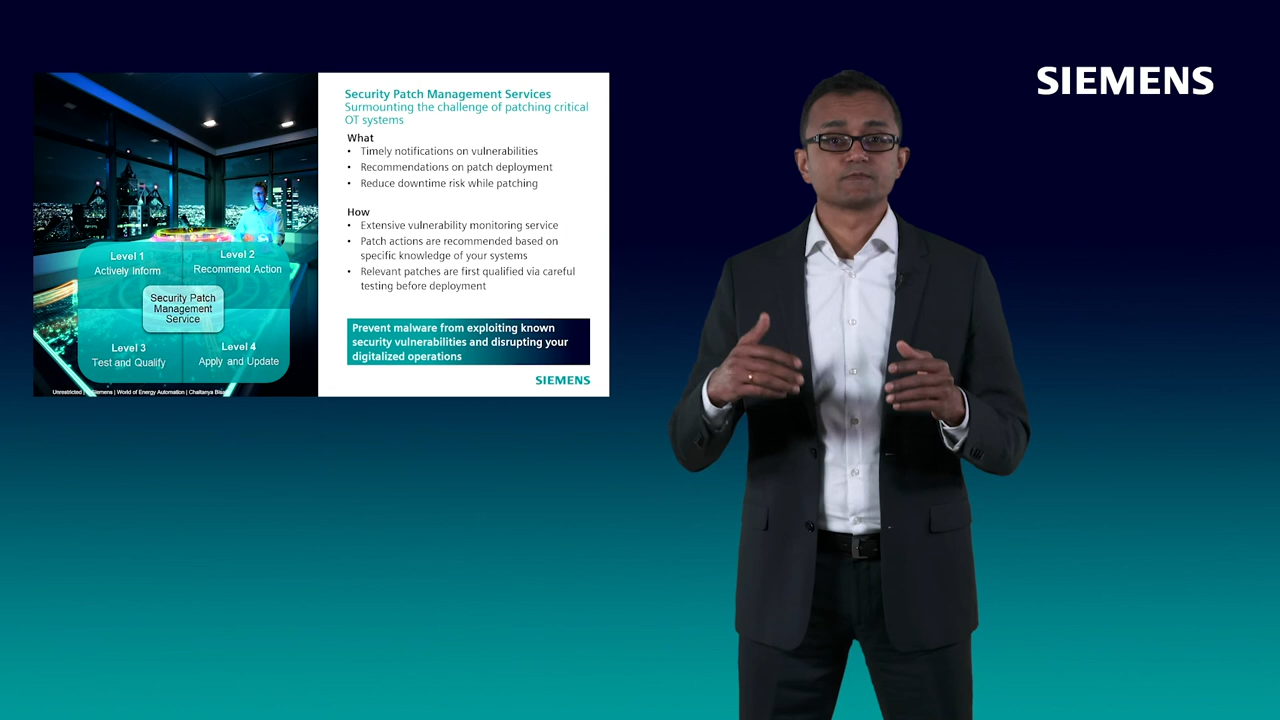 SIEMENS
Security Patch Management Services
Surmounting the challenge of patching critical
OT systems
What
• Timely notifications on vulnerabilities
• Recommendations on patch deployment
• Reduce downtime risk while patching
How
• Extensive vulnerability monitoring service
• Patch actions are recommended based on
specific knowledge of your systems
• Relevant patches are first qualified via careful
testing before deployment
Prevent malware from exploiting known
security vulnerabilities and disrupting your
digitalized operations
SIEMENS
Level 1
Actively Inform
Level 2
Recommend Action
Security Patch
Management
Service
Level 3
Test and Qualify
Level 4
Apply and Update
Unrestricted | Siemens | World of Energy Automation | Chaitanya